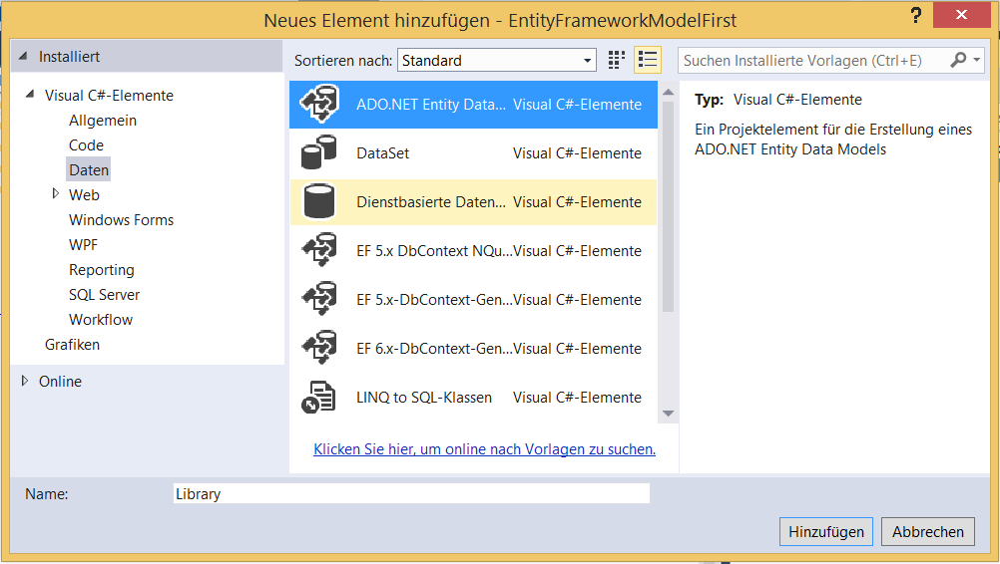 Neues Element hinzufügen - EntityFrameworkModelFirst
?
Installiert
Visual C#-Elemente
Allgemein
Code
Daten
Web
Windows Forms
WPF
Reporting
SQL Server
Workflow
Grafiken
Online
Sortieren nach: Standard
ADO.NET Entity Data... Visual C#-Elemente
DataSet Visual C#-Elemente
Dienstbasierte Daten... Visual C#-Elemente
EF 5.x DbContext NQu... Visual C#-Elemente
EF 5.x-DbContext-Gen... Visual C#-Elemente
EF 6.x-DbContext-Gen... Visual C#-Elemente
LINQ to SQL-Klassen Visual C#-Elemente
Klicken Sie hier, um online nach Vorlagen zu suchen.
Suchen Installierte Vorlagen (Ctrl+E)
Typ: Visual C#-Elemente
Ein Projektelement für die Erstellung eines
ADO.NET Entity Data Models
Name: Library
Hinzufügen Abbrechen